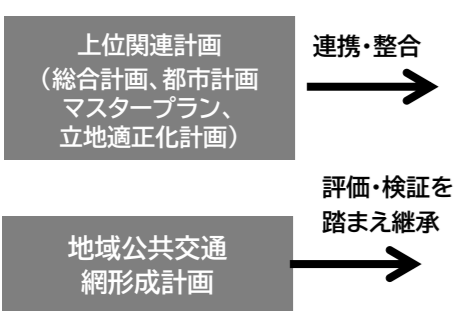 上位関連計画
（総合計画、都市計画
マスタープラン、
立地適正化計画）
連携・整合
評価・検証を
踏まえ継承
地域公共交通
網形成計画